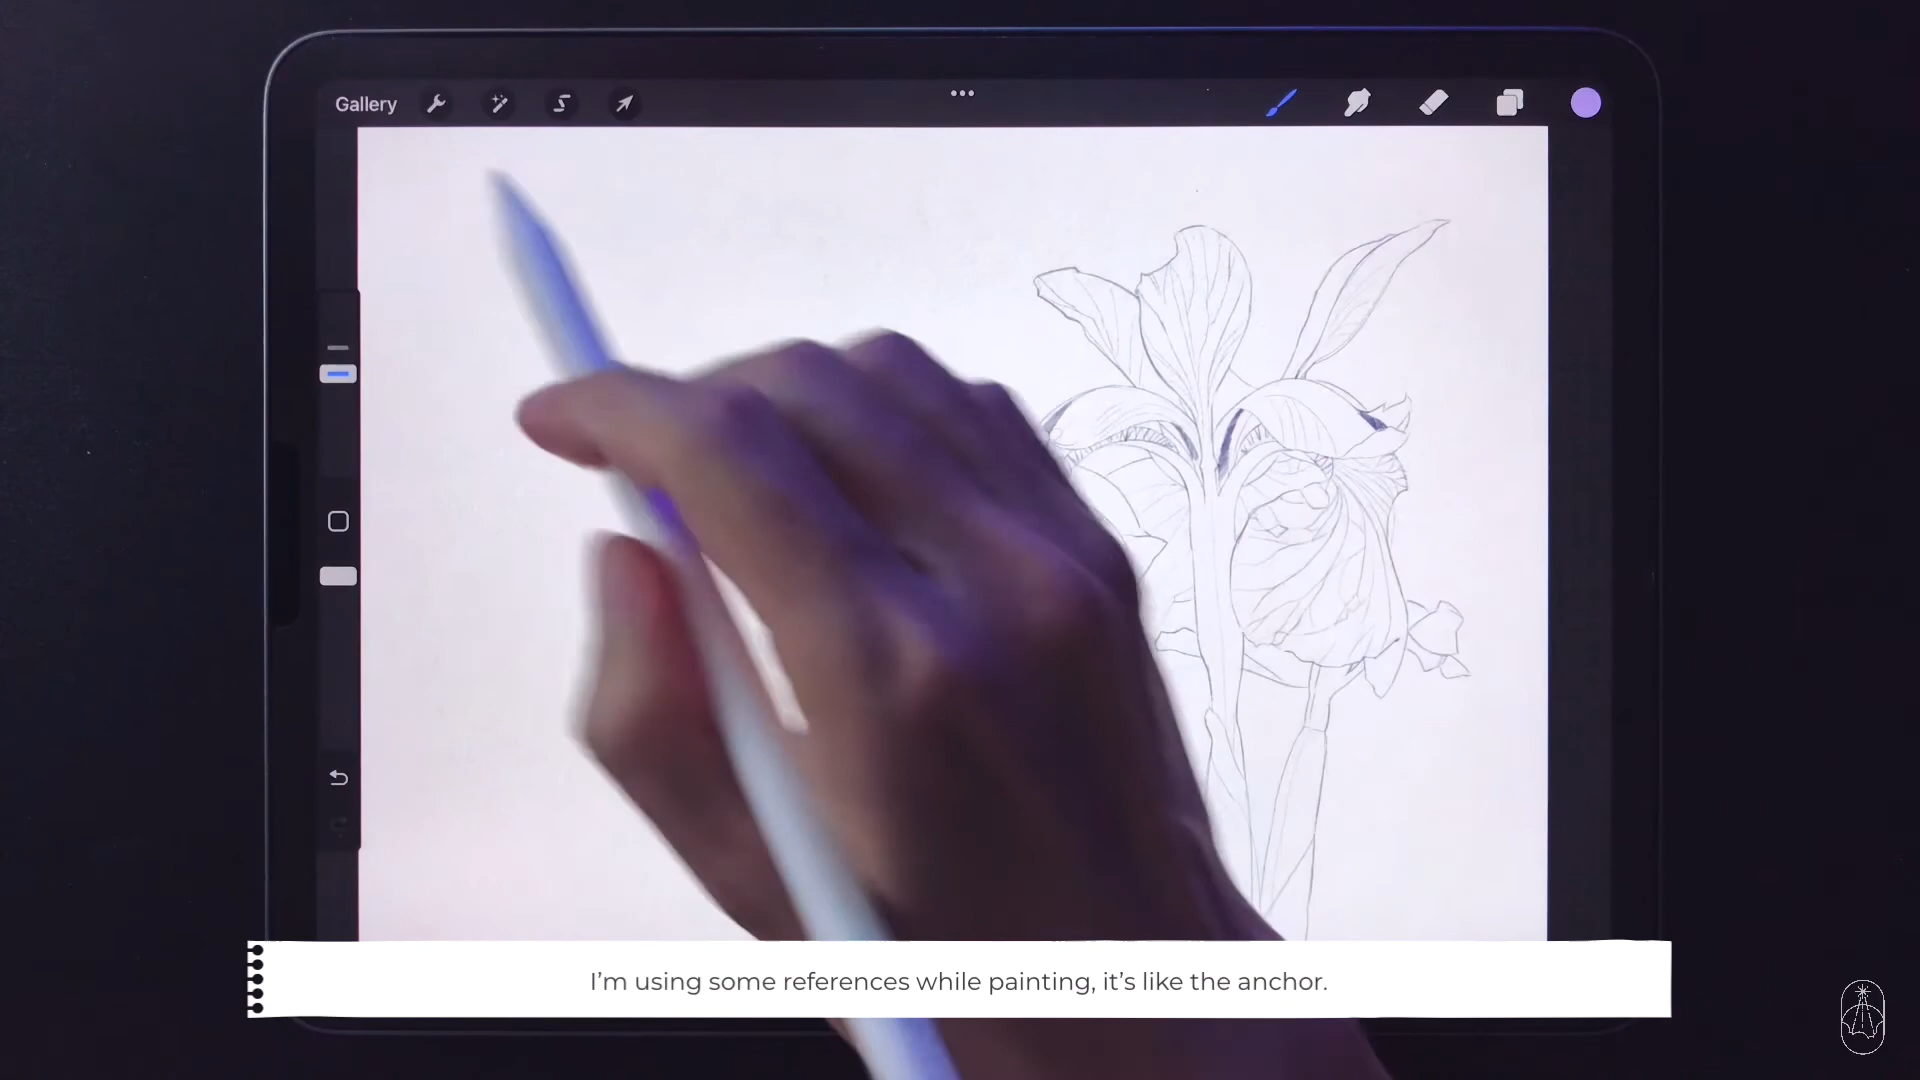 Gallery
I’m using some references while painting, it’s like the anchor.